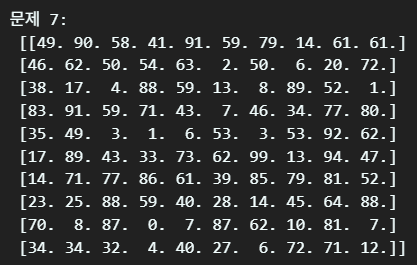 문제 7:
[[49. 90. 58. 41. 91. 59. 79. 14. 61. 61.]
[46. 62. 50. 54. 63. 2. 50. 6. 20. 72.]
[38. 17. 4. 88. 59. 13. 8. 89. 52. 1.]
[83. 91. 59. 71. 43. 7. 46. 34. 77. 80.]
[35. 49. 3. 1. 6. 53. 3. 53. 92. 62.]
[17. 89. 43. 33. 73. 62. 99. 13. 94. 47.]
[14. 71. 77. 86. 61. 39. 85. 79. 81. 52.]
[23. 25. 88. 59. 40. 28. 14. 45. 64. 88.]
[70. 8. 87. 0. 7. 87. 62. 10. 81. 7.]
[34. 34. 32. 4. 40. 27. 6. 72. 71. 12.]]